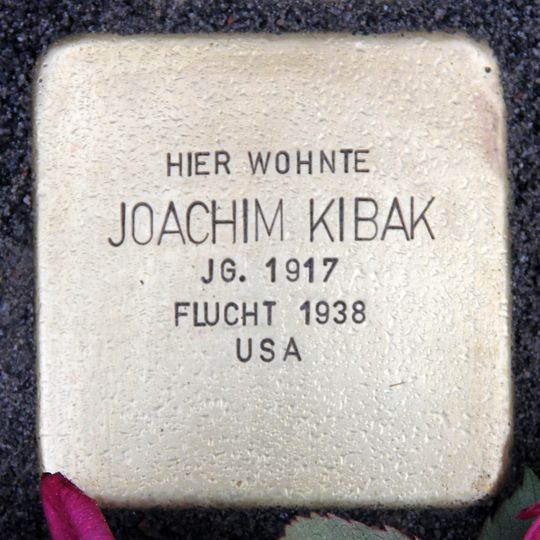 HIER WOHNTE
JOACHIM KIBAK
JG. 1917
FLUCHT 1938
USA